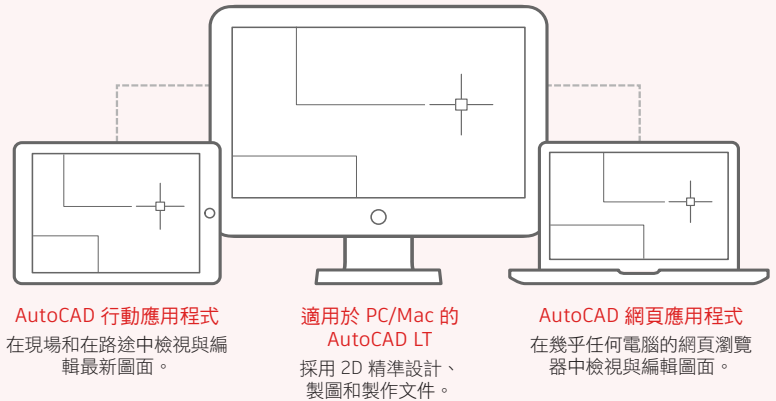 AutoCAD 行動應用程式
在現場和在路途中檢視與編
輯最新圖面。
適用於 PC/Mac 的
AutoCAD LT
採用 2D 精準設計、
製圖和製作文件。
AutoCAD 網頁應用程式
在幾乎任何電腦的網頁瀏覽
器中檢視與編輯圖面。